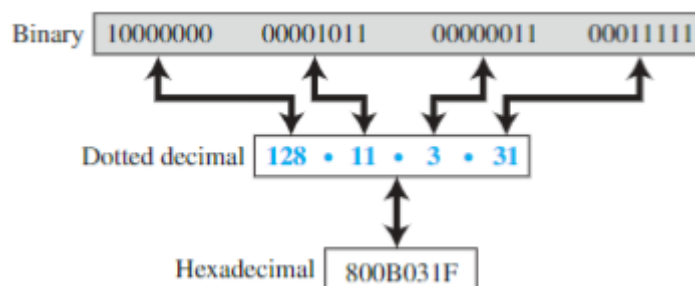 Binary 10000000 00001011 00000011 00011111
Dotted decimal 128 • 11 • 3 • 31
Hexadecimal 800B031F